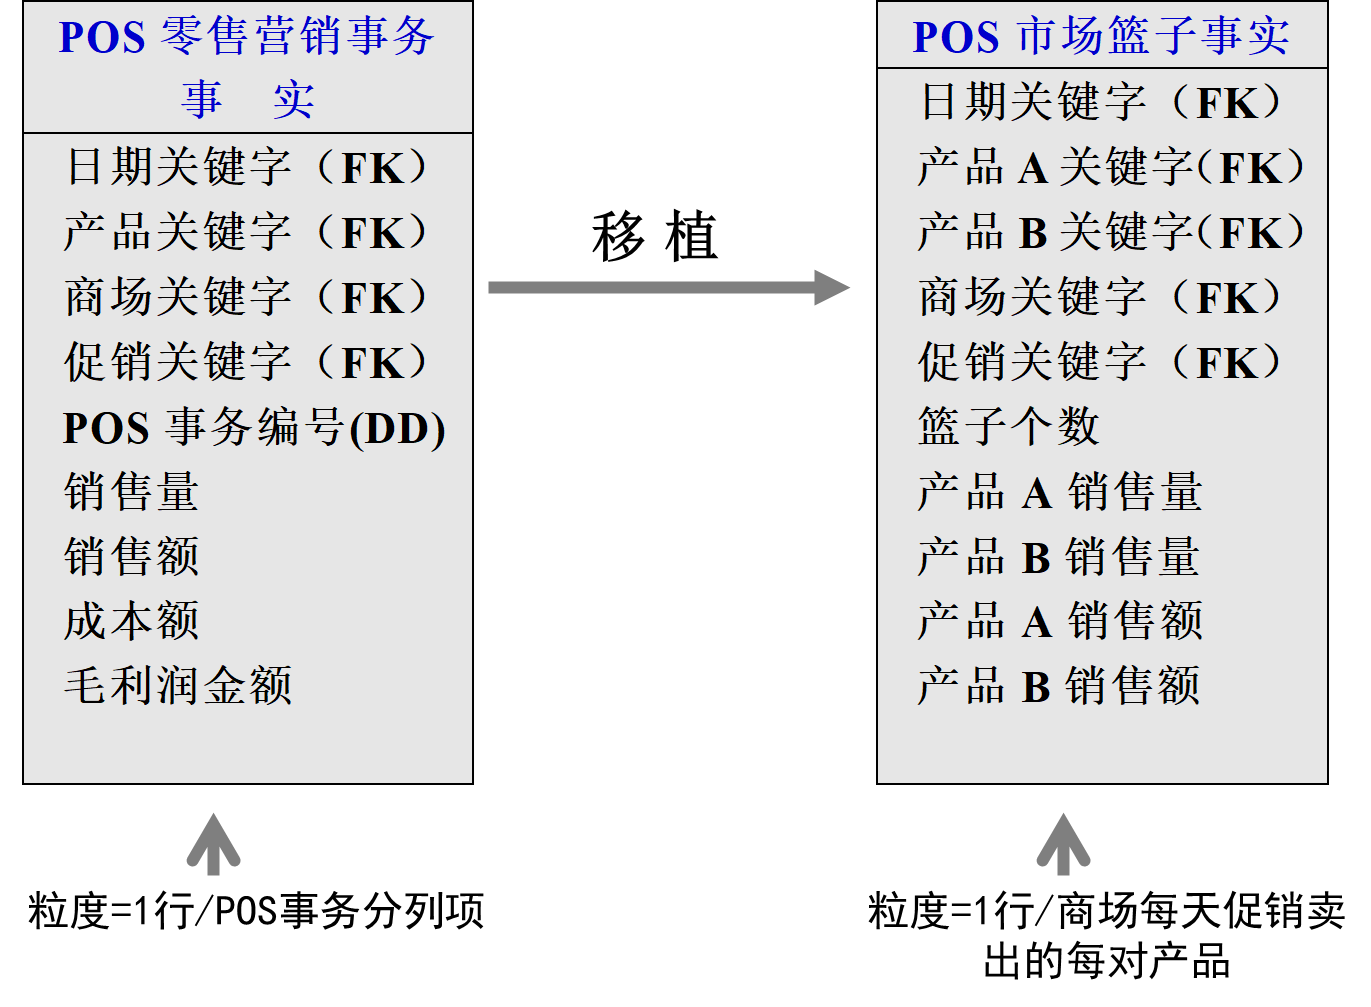 POS 零售营销事务
事 实
日期关键字（FK）
产品关键字（FK）
商场关键字（FK）
促销关键字（FK）
POS 事务编号(DD)
销售量
销售额
成本额
毛利润金额
粒度=1行/POS事务分列项
移 植
POS 市场篮子事实
日期关键字（FK）
产品 A 关键字（FK）
产品 B 关键字（FK）
商场关键字（FK）
促销关键字（FK）
篮子个数
产品 A 销售量
产品 B 销售量
产品 A 销售额
产品 B 销售额
粒度=1行/商场每天促销卖
出的每对产品